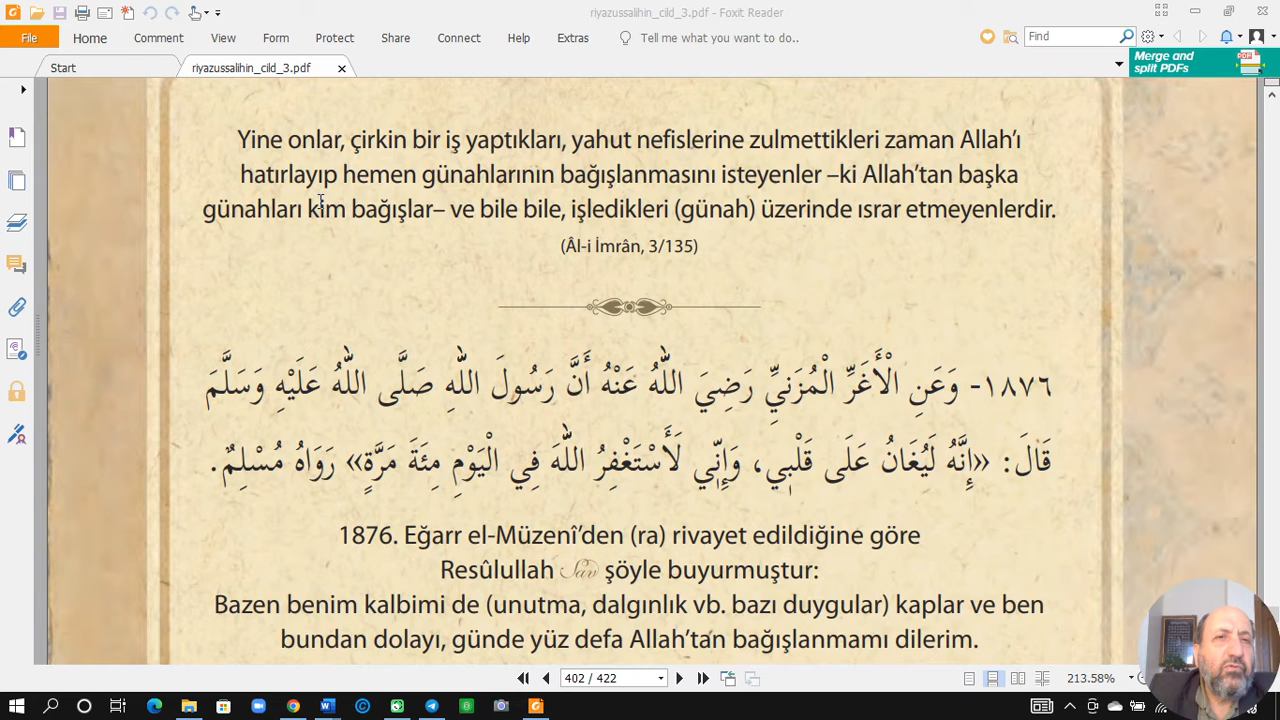 riyazussalihin_cild_3.pdf - Foxit Reader
File Home Comment View Form Protect Share Connect Help Extras Tell me what you want to do.. Find
Start riyazussalihin_cild_3.pdf Merge and
split PDFs
Yine onlar, çirkin bir iş yaptıkları, yahut nefislerine zulmettikleri zaman Allah’ı
hatırlayıp hemen günahlarının bağışlanmasını isteyenler –ki Allah’tan başka
günahları kim bağışlar– ve bile bile, işledikleri (günah) üzerinde ısrar etmeyenlerdir.
(Âl-i İmrân, 3/135)
١٨٧٦- وَعَنِ الْأَغَرِّ الْمُزَنِيِّ رَضِيَ اللّٰهُ عَنْهُ أَنَّ رَسُولَ اللّٰهِ صَلَّى اللّٰهُ عَلَيْهِ وَسَلَّمَ
قَالَ: «إِنَّهُ لَيُغَانُ عَلَى قَلْبِي، وَإِنِّي لَأَسْتَغْفِرُ اللّٰهَ فِي الْيَوْمِ مِئَةَ مَرَّةٍ» رَوَاهُ مُسْلِمٌ.
1876. Eğarr el-Müzenî’den (ra) rivayet edildiğine göre
Resûlullah sav şöyle buyurmuştur:
Bazen benim kalbimi de (unutma, dalgınlık vb. bazı duygular) kaplar ve ben
bundan dolayı, günde yüz defa Allah’tan bağışlanmamı dilerim.
402 / 422 213.58%